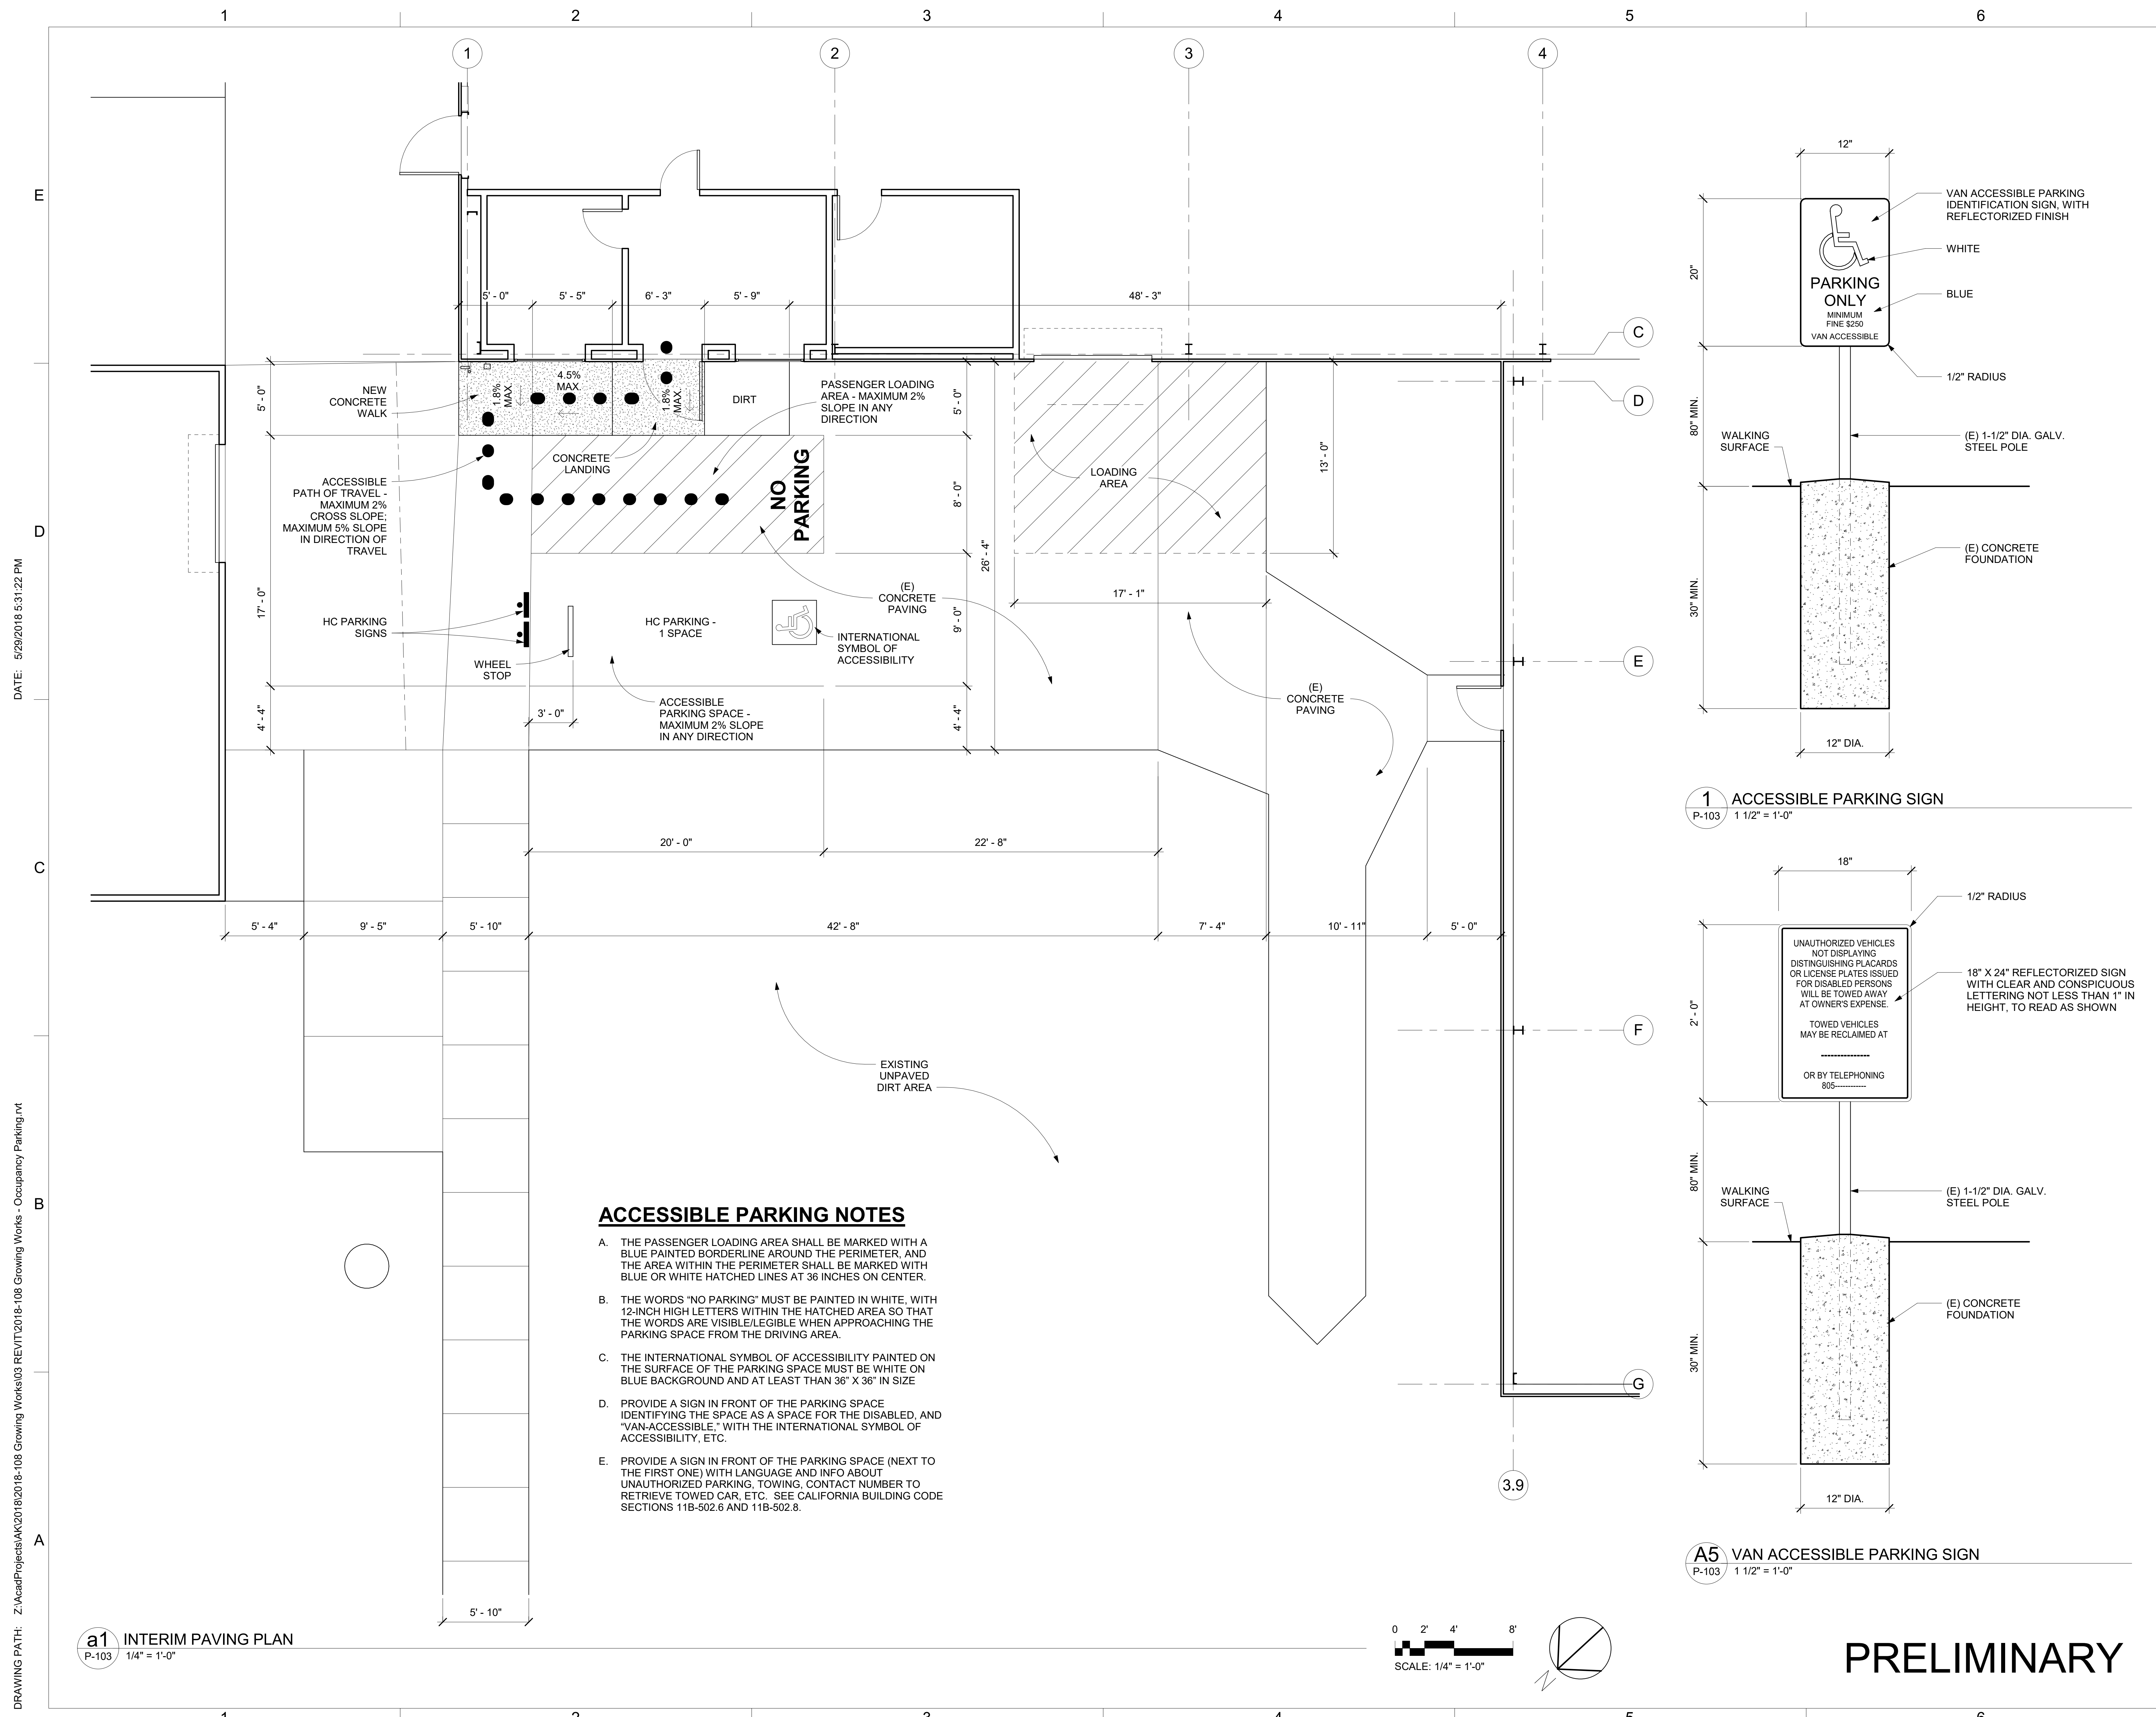 1 2 3 4 5 6
1 2 3 4
E
D
C
B
A
DATE: 5/29/2018 5:31:22 PM
DRAWING PATH: Z:\AcadProjects\AK\2018\2018-108 Growing Works\03 REVIT\2018-108 Growing Works - Occupancy Parking.rvt
5' - 0" 5' - 5" 6' - 3" 5' - 9" 48' - 3"
C
D
E
F
G
3.9
NEW
CONCRETE
WALK
1.8%
MAX.
4.5%
MAX.
1.8%
MAX.
DIRT
PASSENGER LOADING
AREA - MAXIMUM 2%
SLOPE IN ANY
DIRECTION
5' - 0"
17' - 0"
4' - 4"
5' - 0"
8' - 0"
9' - 0"
4' - 4"
26' - 4"
13' - 0"
17' - 1"
CONCRETE
LANDING
NO
PARKING
LOADING
AREA
ACCESSIBLE
PATH OF TRAVEL -
MAXIMUM 2%
CROSS SLOPE;
MAXIMUM 5% SLOPE
IN DIRECTION OF
TRAVEL
HC PARKING
SIGNS
WHEEL
STOP
HC PARKING -
1 SPACE
(E)
CONCRETE
PAVING
INTERNATIONAL
SYMBOL OF
ACCESSIBILITY
3' - 0"
ACCESSIBLE
PARKING SPACE -
MAXIMUM 2% SLOPE
IN ANY DIRECTION
(E)
CONCRETE
PAVING
20' - 0" 22' - 8"
5' - 4" 9' - 5" 5' - 10" 42' - 8" 7' - 4" 10' - 11" 5' - 0"
EXISTING
UNPAVED
DIRT AREA
ACCESSIBLE PARKING NOTES
A. THE PASSENGER LOADING AREA SHALL BE MARKED WITH A
BLUE PAINTED BORDERLINE AROUND THE PERIMETER, AND
THE AREA WITHIN THE PERIMETER SHALL BE MARKED WITH
BLUE OR WHITE HATCHED LINES AT 36 INCHES ON CENTER.
B. THE WORDS “NO PARKING” MUST BE PAINTED IN WHITE, WITH
12-INCH HIGH LETTERS WITHIN THE HATCHED AREA SO THAT
THE WORDS ARE VISIBLE/LEGIBLE WHEN APPROACHING THE
PARKING SPACE FROM THE DRIVING AREA.
C. THE INTERNATIONAL SYMBOL OF ACCESSIBILITY PAINTED ON
THE SURFACE OF THE PARKING SPACE MUST BE WHITE ON
BLUE BACKGROUND AND AT LEAST THAN 36” X 36” IN SIZE
D. PROVIDE A SIGN IN FRONT OF THE PARKING SPACE
IDENTIFYING THE SPACE AS A SPACE FOR THE DISABLED, AND
“VAN-ACCESSIBLE,” WITH THE INTERNATIONAL SYMBOL OF
ACCESSIBILITY, ETC.
E. PROVIDE A SIGN IN FRONT OF THE PARKING SPACE (NEXT TO
THE FIRST ONE) WITH LANGUAGE AND INFO ABOUT
UNAUTHORIZED PARKING, TOWING, CONTACT NUMBER TO
RETRIEVE TOWED CAR, ETC. SEE CALIFORNIA BUILDING CODE
SECTIONS 11B-502.6 AND 11B-502.8.
5' - 10"
a1 INTERIM PAVING PLAN
P-103 1/4" = 1'-0"
0 2' 4' 8'
SCALE: 1/4" = 1'-0"
N
12"
20"
80" MIN.
30" MIN.
PARKING
ONLY
MINIMUM
FINE $250
VAN ACCESSIBLE
VAN ACCESSIBLE PARKING
IDENTIFICATION SIGN, WITH
REFLECTORIZED FINISH
WHITE
BLUE
1/2" RADIUS
WALKING
SURFACE
(E) 1-1/2" DIA. GALV.
STEEL POLE
(E) CONCRETE
FOUNDATION
12" DIA.
1 ACCESSIBLE PARKING SIGN
P-103 1 1/2" = 1'-0"
18"
2' - 0"
80" MIN.
30" MIN.
1/2" RADIUS
UNAUTHORIZED VEHICLES
NOT DISPLAYING
DISTINGUISHING PLACARDS
OR LICENSE PLATES ISSUED
FOR DISABLED PERSONS
WILL BE TOWED AWAY
AT OWNER'S EXPENSE.
TOWED VEHICLES
MAY BE RECLAIMED AT
---------------
OR BY TELEPHONING
805------------
18" X 24" REFLECTORIZED SIGN
WITH CLEAR AND CONSPICUOUS
LETTERING NOT LESS THAN 1" IN
HEIGHT, TO READ AS SHOWN
WALKING
SURFACE
(E) 1-1/2" DIA. GALV.
STEEL POLE
(E) CONCRETE
FOUNDATION
12" DIA.
A5 VAN ACCESSIBLE PARKING SIGN
P-103 1 1/2" = 1'-0"
PRELIMINARY
1 2 3 4 5 6